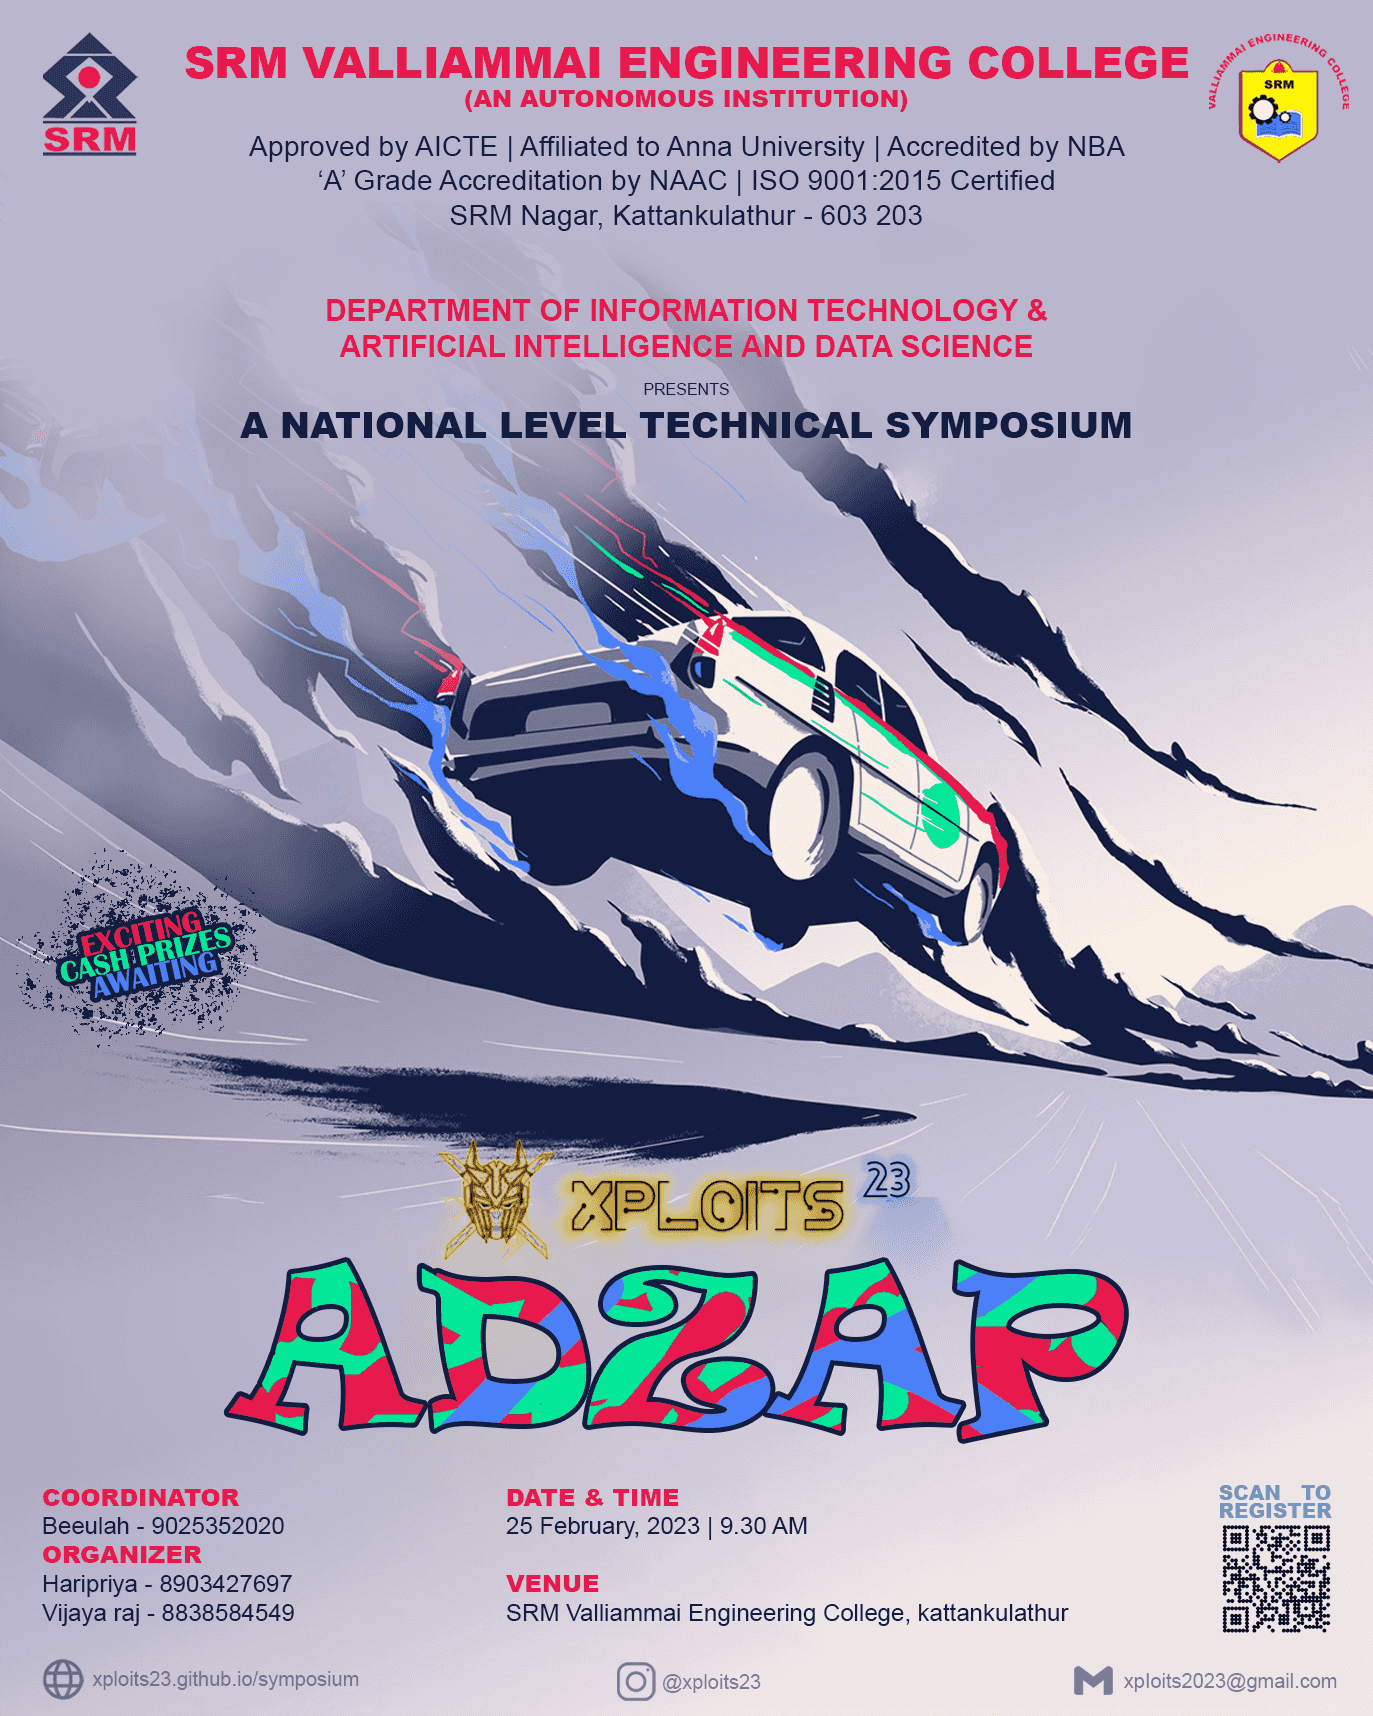 SRM VALLIAMMAI ENGINEERING COLLEGE
(AN AUTONOMOUS INSTITUTION)
SRM
VALLIAMMAI ENGINEERING COLLEGE
SRM
Approved by AICTE | Affiliated to Anna University | Accredited by NBA
‘A’ Grade Accreditation by NAAC | ISO 9001:2015 Certified
SRM Nagar, Kattankulathur - 603 203
DEPARTMENT OF INFORMATION TECHNOLOGY &
ARTIFICIAL INTELLIGENCE AND DATA SCIENCE
PRESENTS
A NATIONAL LEVEL TECHNICAL SYMPOSIUM
EXCITING
CASH PRIZES
AWAITING
XPLOITS 23
ADZAP
COORDINATOR
Beeulah - 9025352020
ORGANIZER
Haripriya - 8903427697
Vijaya raj - 8838584549
DATE & TIME
25 February, 2023 | 9.30 AM
VENUE
SRM Valliammai Engineering College, kattankulathur
SCAN TO
REGISTER
xploits23.github.io/symposium
@xploits23
xploits2023@gmail.com